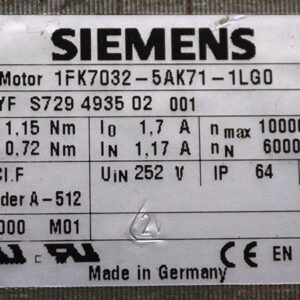 SIEMENS
Motor 1FK7032-5AK71-1LG0
YF S729 4935 02 001
1,15 Nm I0 1,7 A nmax 10000
0,72 Nm IN 1,17 A nN 6000
Cl.F UIN 252 V IP 64
der A-512
000 M01
c UL us CE EN
Made in Germany